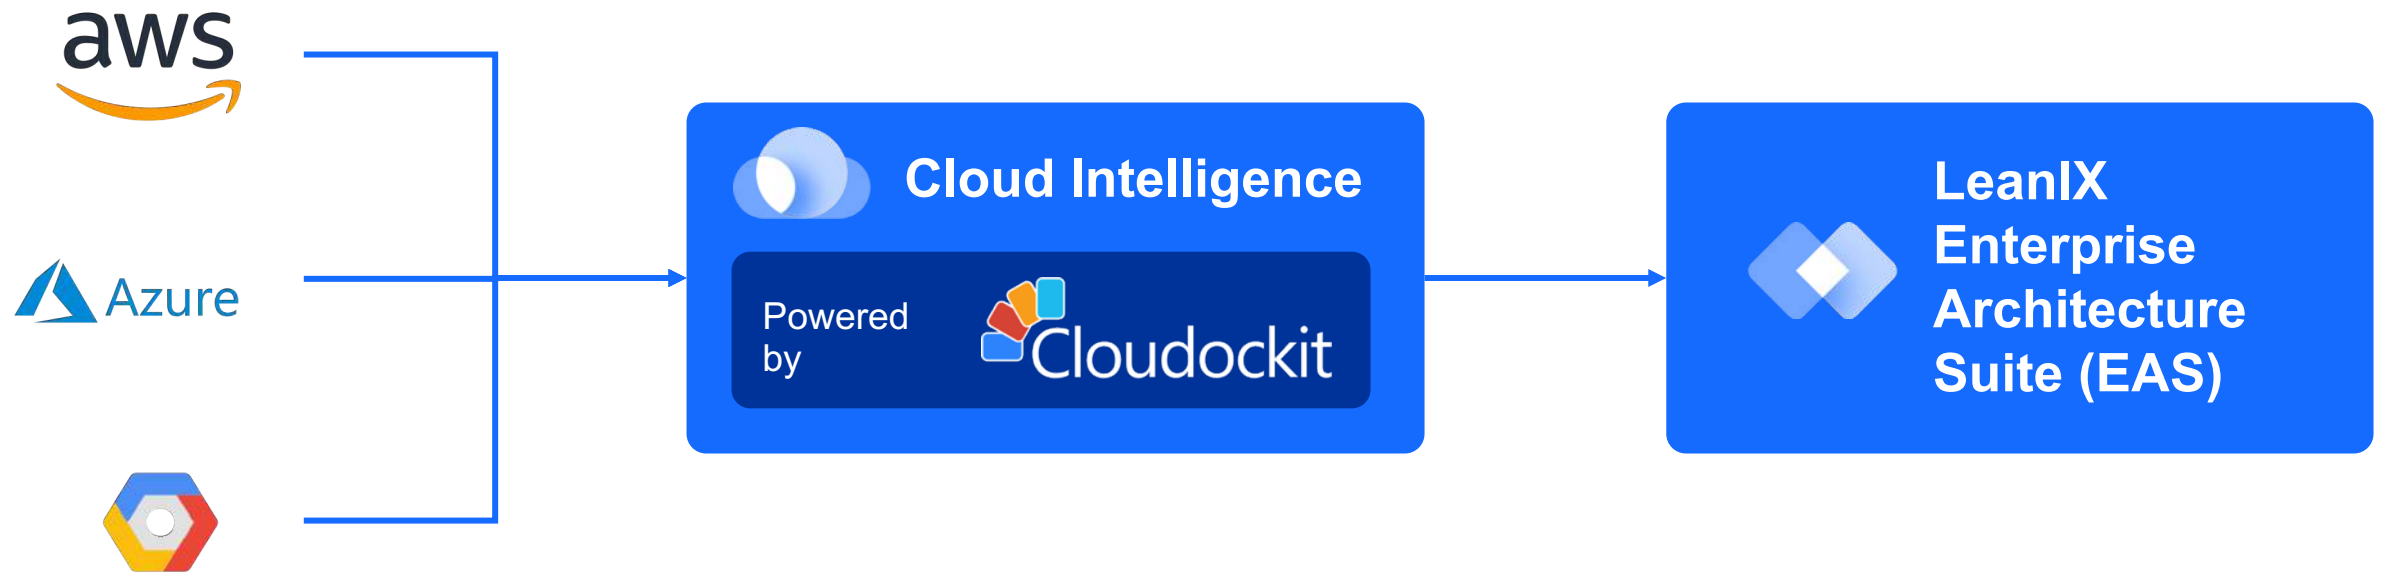 aws
Azure
Cloud Intelligence
Powered
by
Cloudockit
LeanIX
Enterprise
Architecture
Suite (EAS)